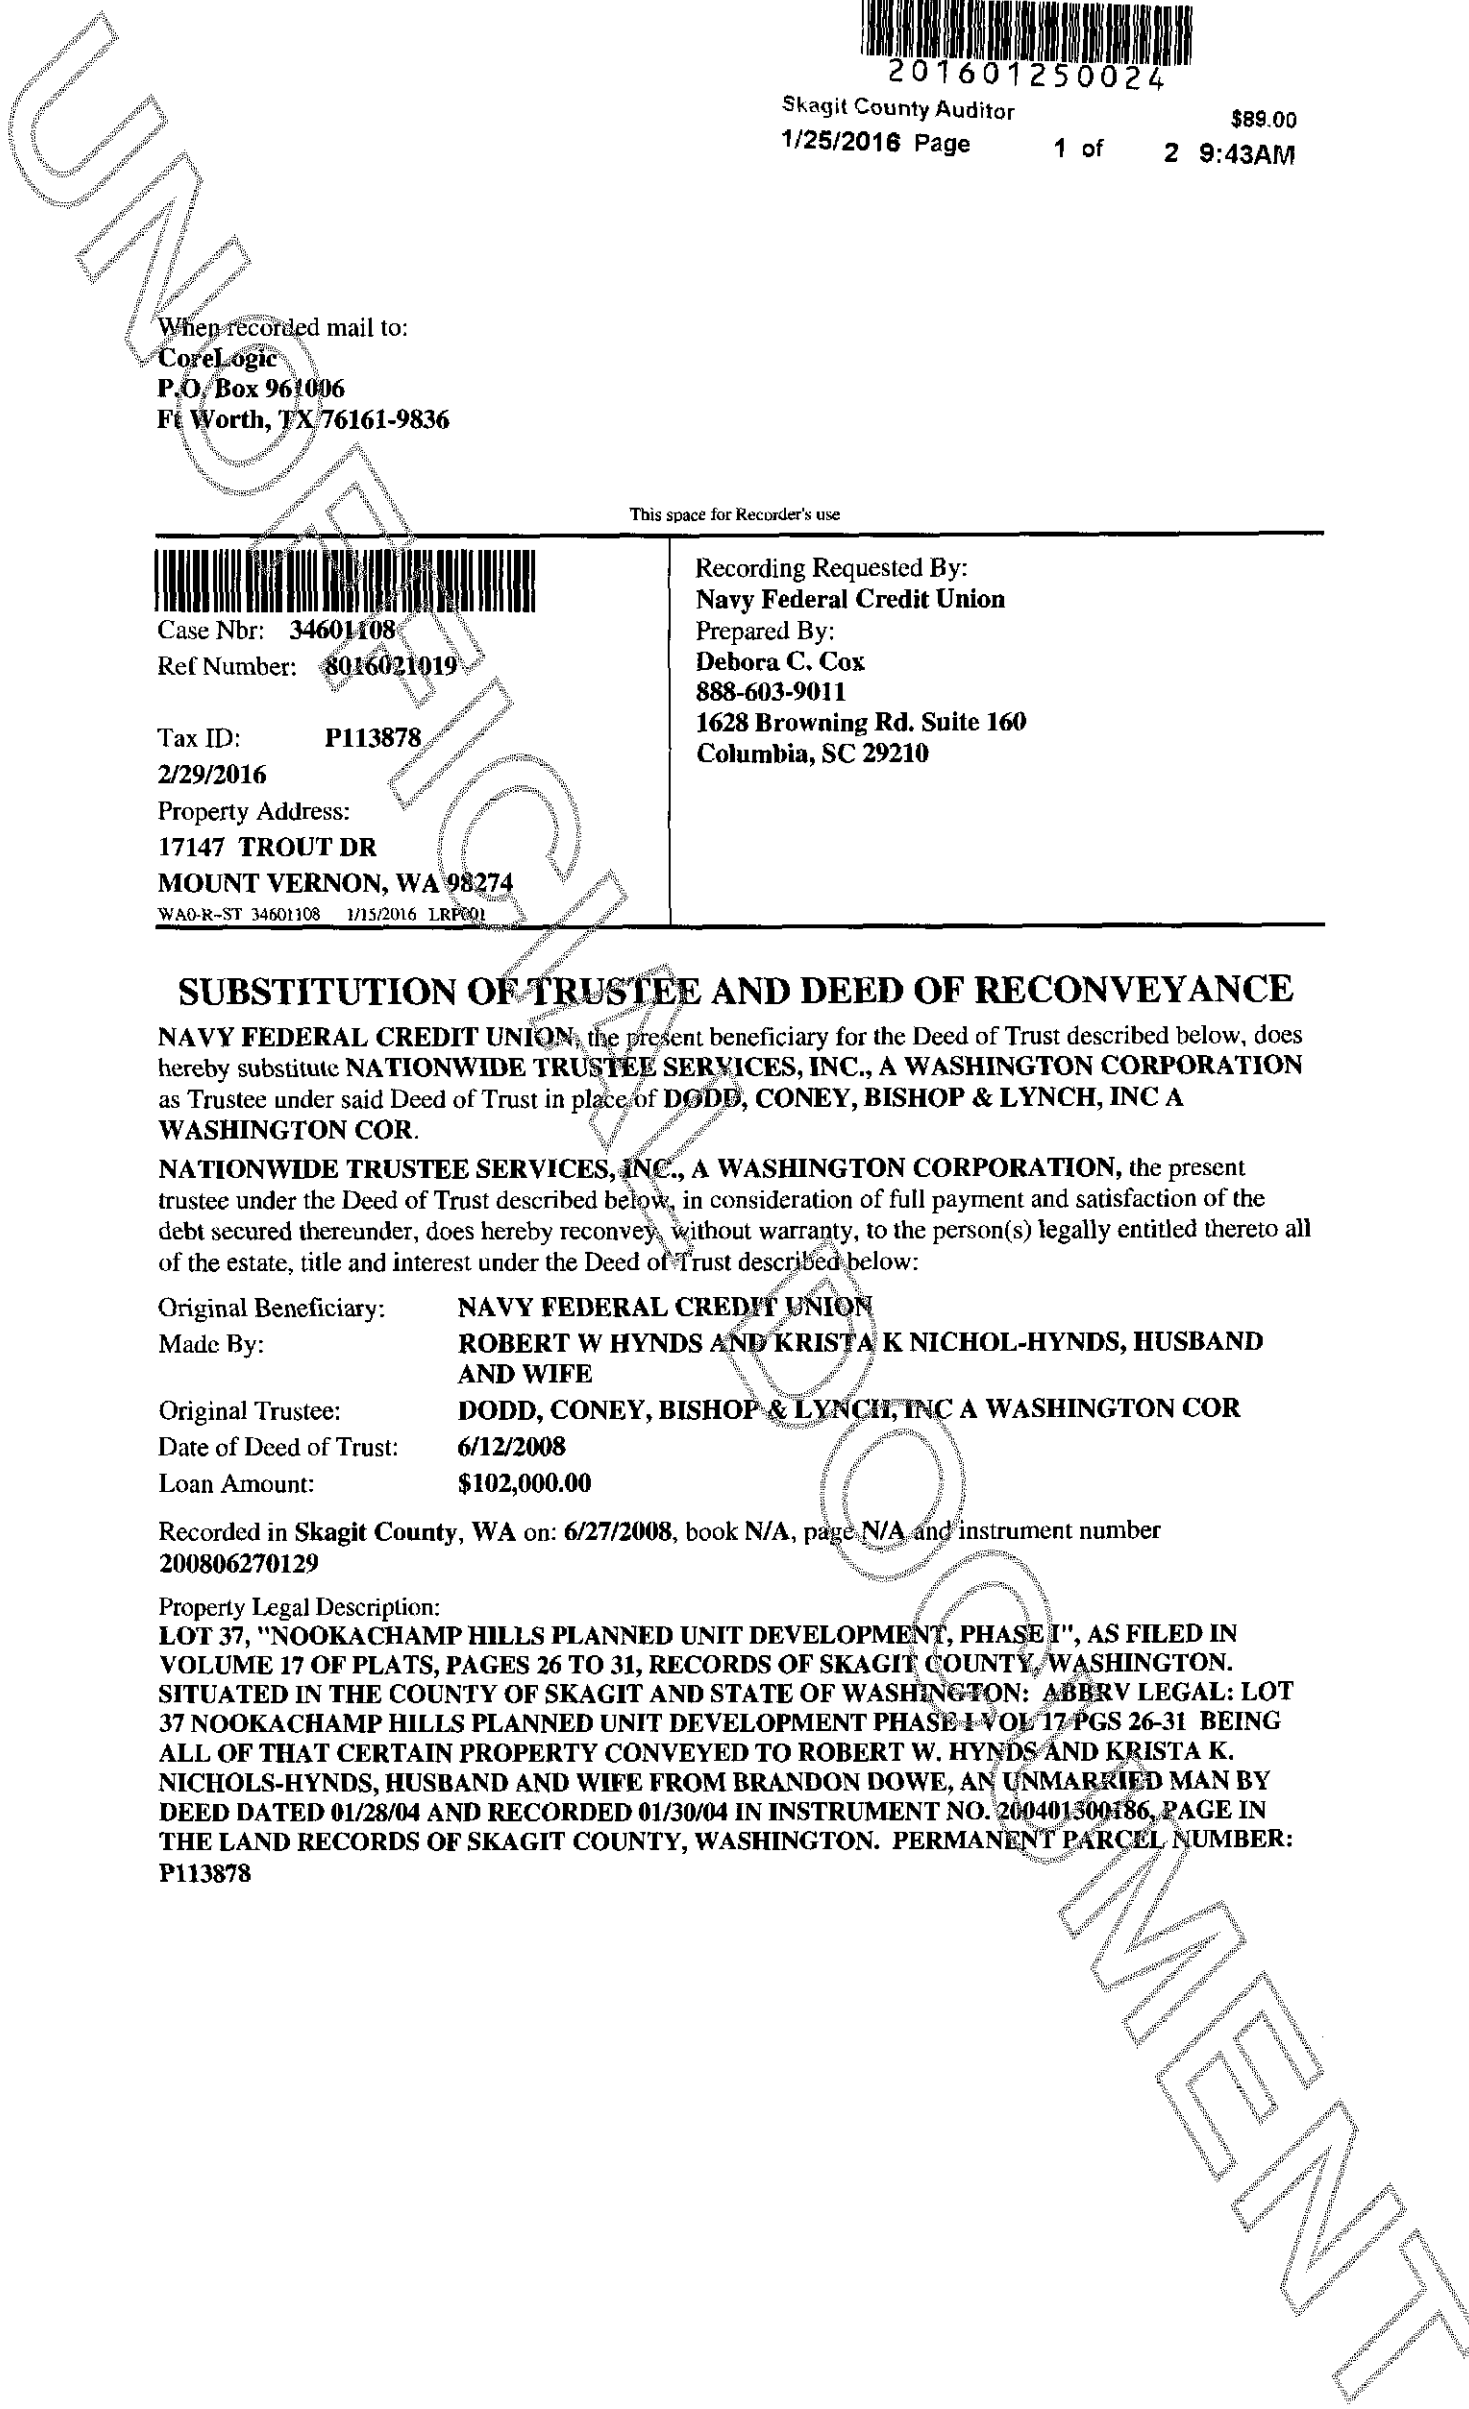 201601250024
Skagit County Auditor $89.00
1/25/2016 Page 1 of 2 9:43AM
When recorded mail to:
CoreLogic
P.O. Box 961006
Ft Worth, TX 76161-9836
This space for Recorder's use
Case Nbr: 34601108
Ref Number: 8016021019
Tax ID: P113878
2/29/2016
Property Address:
17147 TROUT DR
MOUNT VERNON, WA 98274
WA0-R-ST 34601108 1/15/2016 LRP001
Recording Requested By:
Navy Federal Credit Union
Prepared By:
Debora C. Cox
888-603-9011
1628 Browning Rd. Suite 160
Columbia, SC 29210
SUBSTITUTION OF TRUSTEE AND DEED OF RECONVEYANCE
NAVY FEDERAL CREDIT UNION, the present beneficiary for the Deed of Trust described below, does
hereby substitute NATIONWIDE TRUSTEE SERVICES, INC., A WASHINGTON CORPORATION
as Trustee under said Deed of Trust in place of DODD, CONEY, BISHOP & LYNCH, INC A
WASHINGTON COR.
NATIONWIDE TRUSTEE SERVICES, INC., A WASHINGTON CORPORATION, the present
trustee under the Deed of Trust described below, in consideration of full payment and satisfaction of the
debt secured thereunder, does hereby reconvey, without warranty, to the person(s) legally entitled thereto all
of the estate, title and interest under the Deed of Trust described below:
Original Beneficiary: NAVY FEDERAL CREDIT UNION
Made By: ROBERT W HYNDS AND KRISTA K NICHOL-HYNDS, HUSBAND
AND WIFE
Original Trustee: DODD, CONEY, BISHOP & LYNCH, INC A WASHINGTON COR
Date of Deed of Trust: 6/12/2008
Loan Amount: $102,000.00
Recorded in Skagit County, WA on: 6/27/2008, book N/A, page N/A and instrument number
200806270129
Property Legal Description:
LOT 37, "NOOKACHAMP HILLS PLANNED UNIT DEVELOPMENT, PHASE I", AS FILED IN
VOLUME 17 OF PLATS, PAGES 26 TO 31, RECORDS OF SKAGIT COUNTY, WASHINGTON.
SITUATED IN THE COUNTY OF SKAGIT AND STATE OF WASHINGTON: ABBRV LEGAL: LOT
37 NOOKACHAMP HILLS PLANNED UNIT DEVELOPMENT PHASE I VOL 17 PGS 26-31 BEING
ALL OF THAT CERTAIN PROPERTY CONVEYED TO ROBERT W. HYNDS AND KRISTA K.
NICHOLS-HYNDS, HUSBAND AND WIFE FROM BRANDON DOWE, AN UNMARRIED MAN BY
DEED DATED 01/28/04 AND RECORDED 01/30/04 IN INSTRUMENT NO. 200401300186, PAGE IN
THE LAND RECORDS OF SKAGIT COUNTY, WASHINGTON. PERMANENT PARCEL NUMBER:
P113878
UNOFFICIAL DOCUMENT